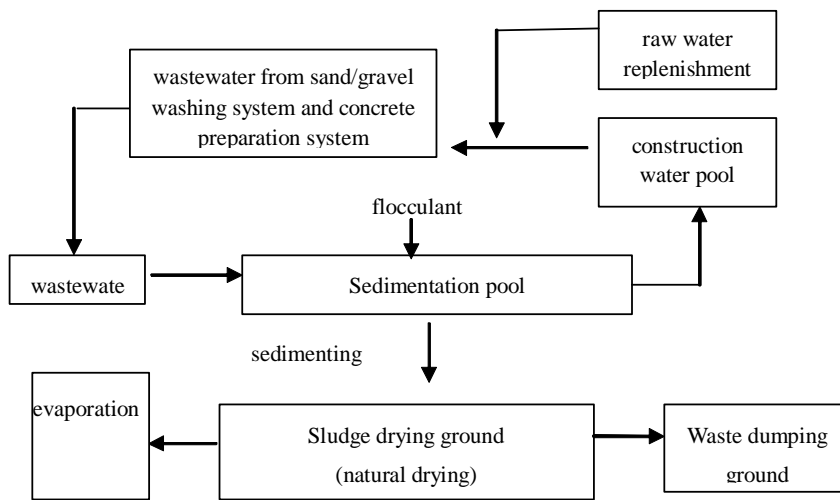 raw water
replenishment
wastewater from sand/gravel
washing system and concrete
preparation system
construction
water pool
flocculant
wastewate
Sedimentation pool
sedimenting
evaporation
Sludge drying ground
(natural drying)
Waste dumping
ground